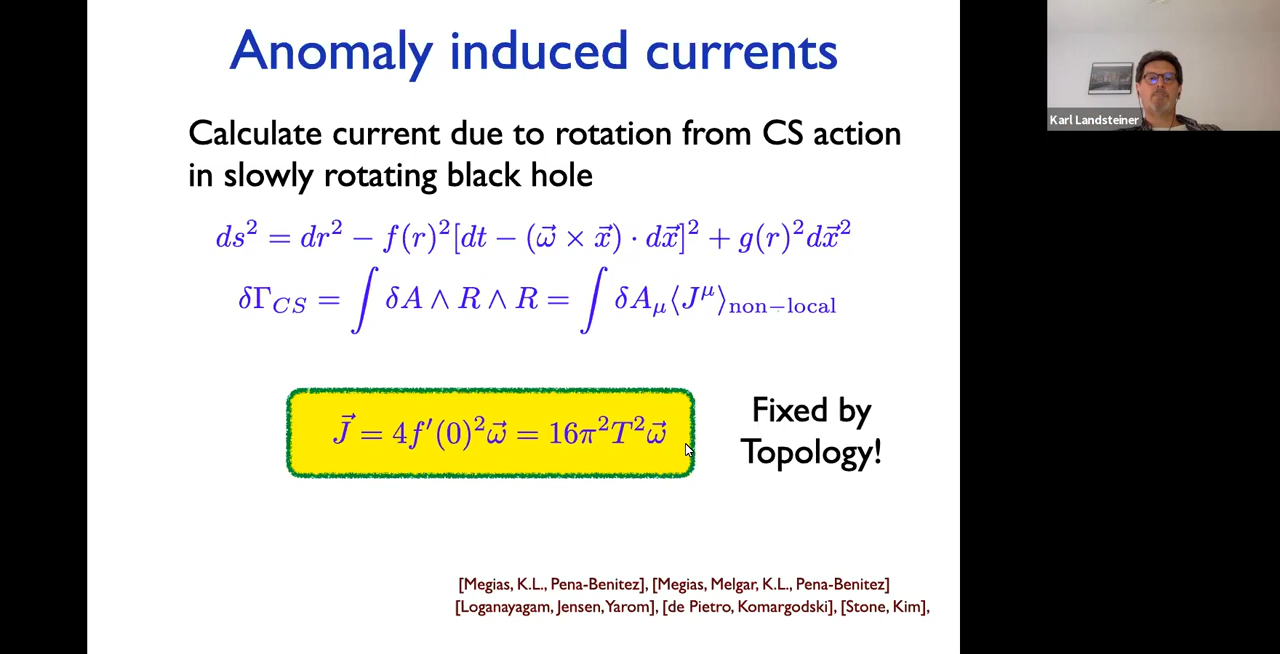 Anomaly induced currents
Calculate current due to rotation from CS action
in slowly rotating black hole
ds² = dr² − f(r)²[dt − (ω⃗ × x⃗) · dx⃗]² + g(r)²dx⃗²
δΓ_CS = ∫ δA ∧ R ∧ R = ∫ δA_μ⟨J^μ⟩_non−local
J⃗ = 4f′(0)²ω⃗ = 16π²T²ω⃗
Fixed by
Topology!
[Megias, K.L., Pena-Benitez], [Megias, Melgar, K.L., Pena-Benitez]
[Loganayagam, Jensen, Yarom], [de Pietro, Komargodski], [Stone, Kim],
Karl Landsteiner